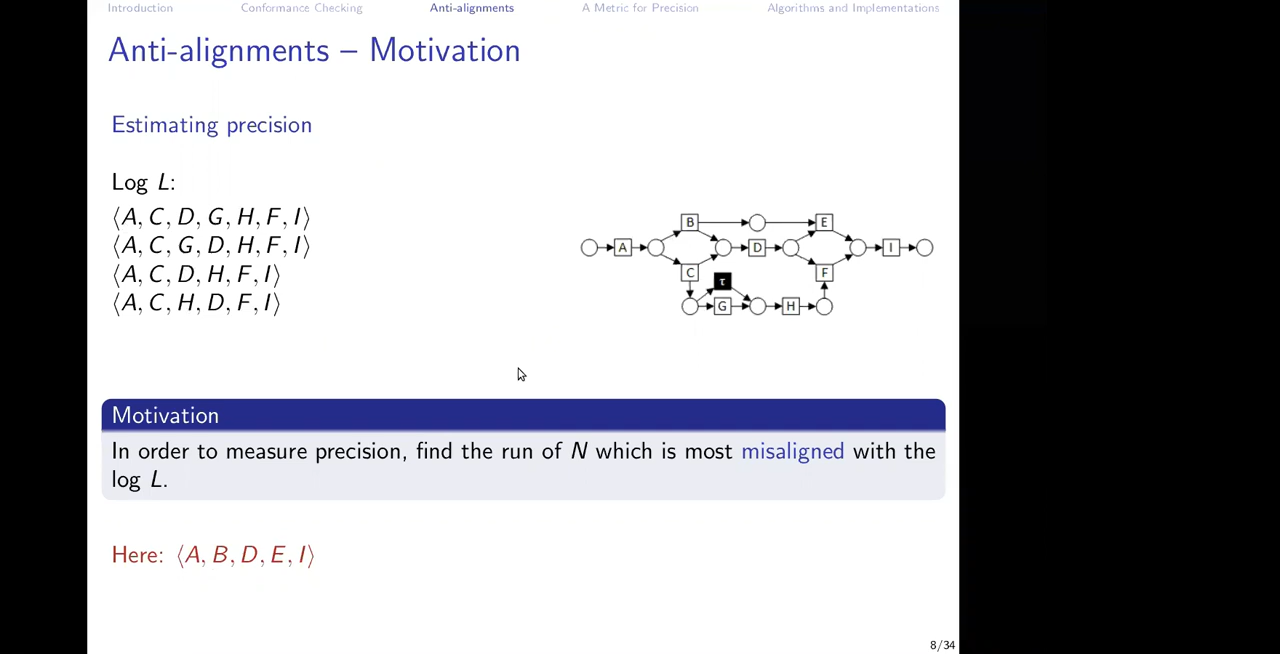 Introduction Conformance Checking Anti-alignments A Metric for Precision Algorithms and Implementations
Anti-alignments – Motivation
Estimating precision
Log L:
⟨A, C, D, G, H, F, I⟩
⟨A, C, G, D, H, F, I⟩
⟨A, C, D, H, F, I⟩
⟨A, C, H, D, F, I⟩
B E
A D I
C F
τ
G H
Motivation
In order to measure precision, find the run of N which is most misaligned with the
log L.
Here: ⟨A, B, D, E, I⟩
8/34